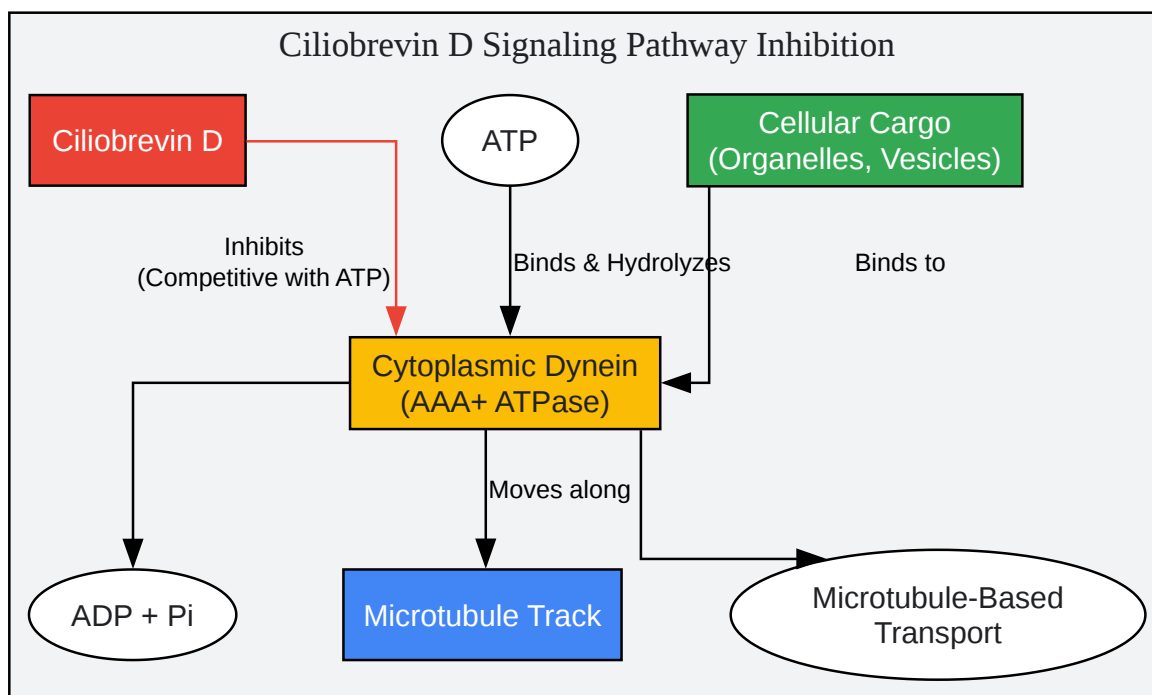 Ciliobrevin D Signaling Pathway Inhibition
Ciliobrevin D
ATP
Cellular Cargo
(Organelles, Vesicles)
Inhibits
(Competitive with ATP)
Binds & Hydrolyzes
Binds to
Cytoplasmic Dynein
(AAA+ ATPase)
Moves along
ADP + Pi
Microtubule Track
Microtubule-Based
Transport